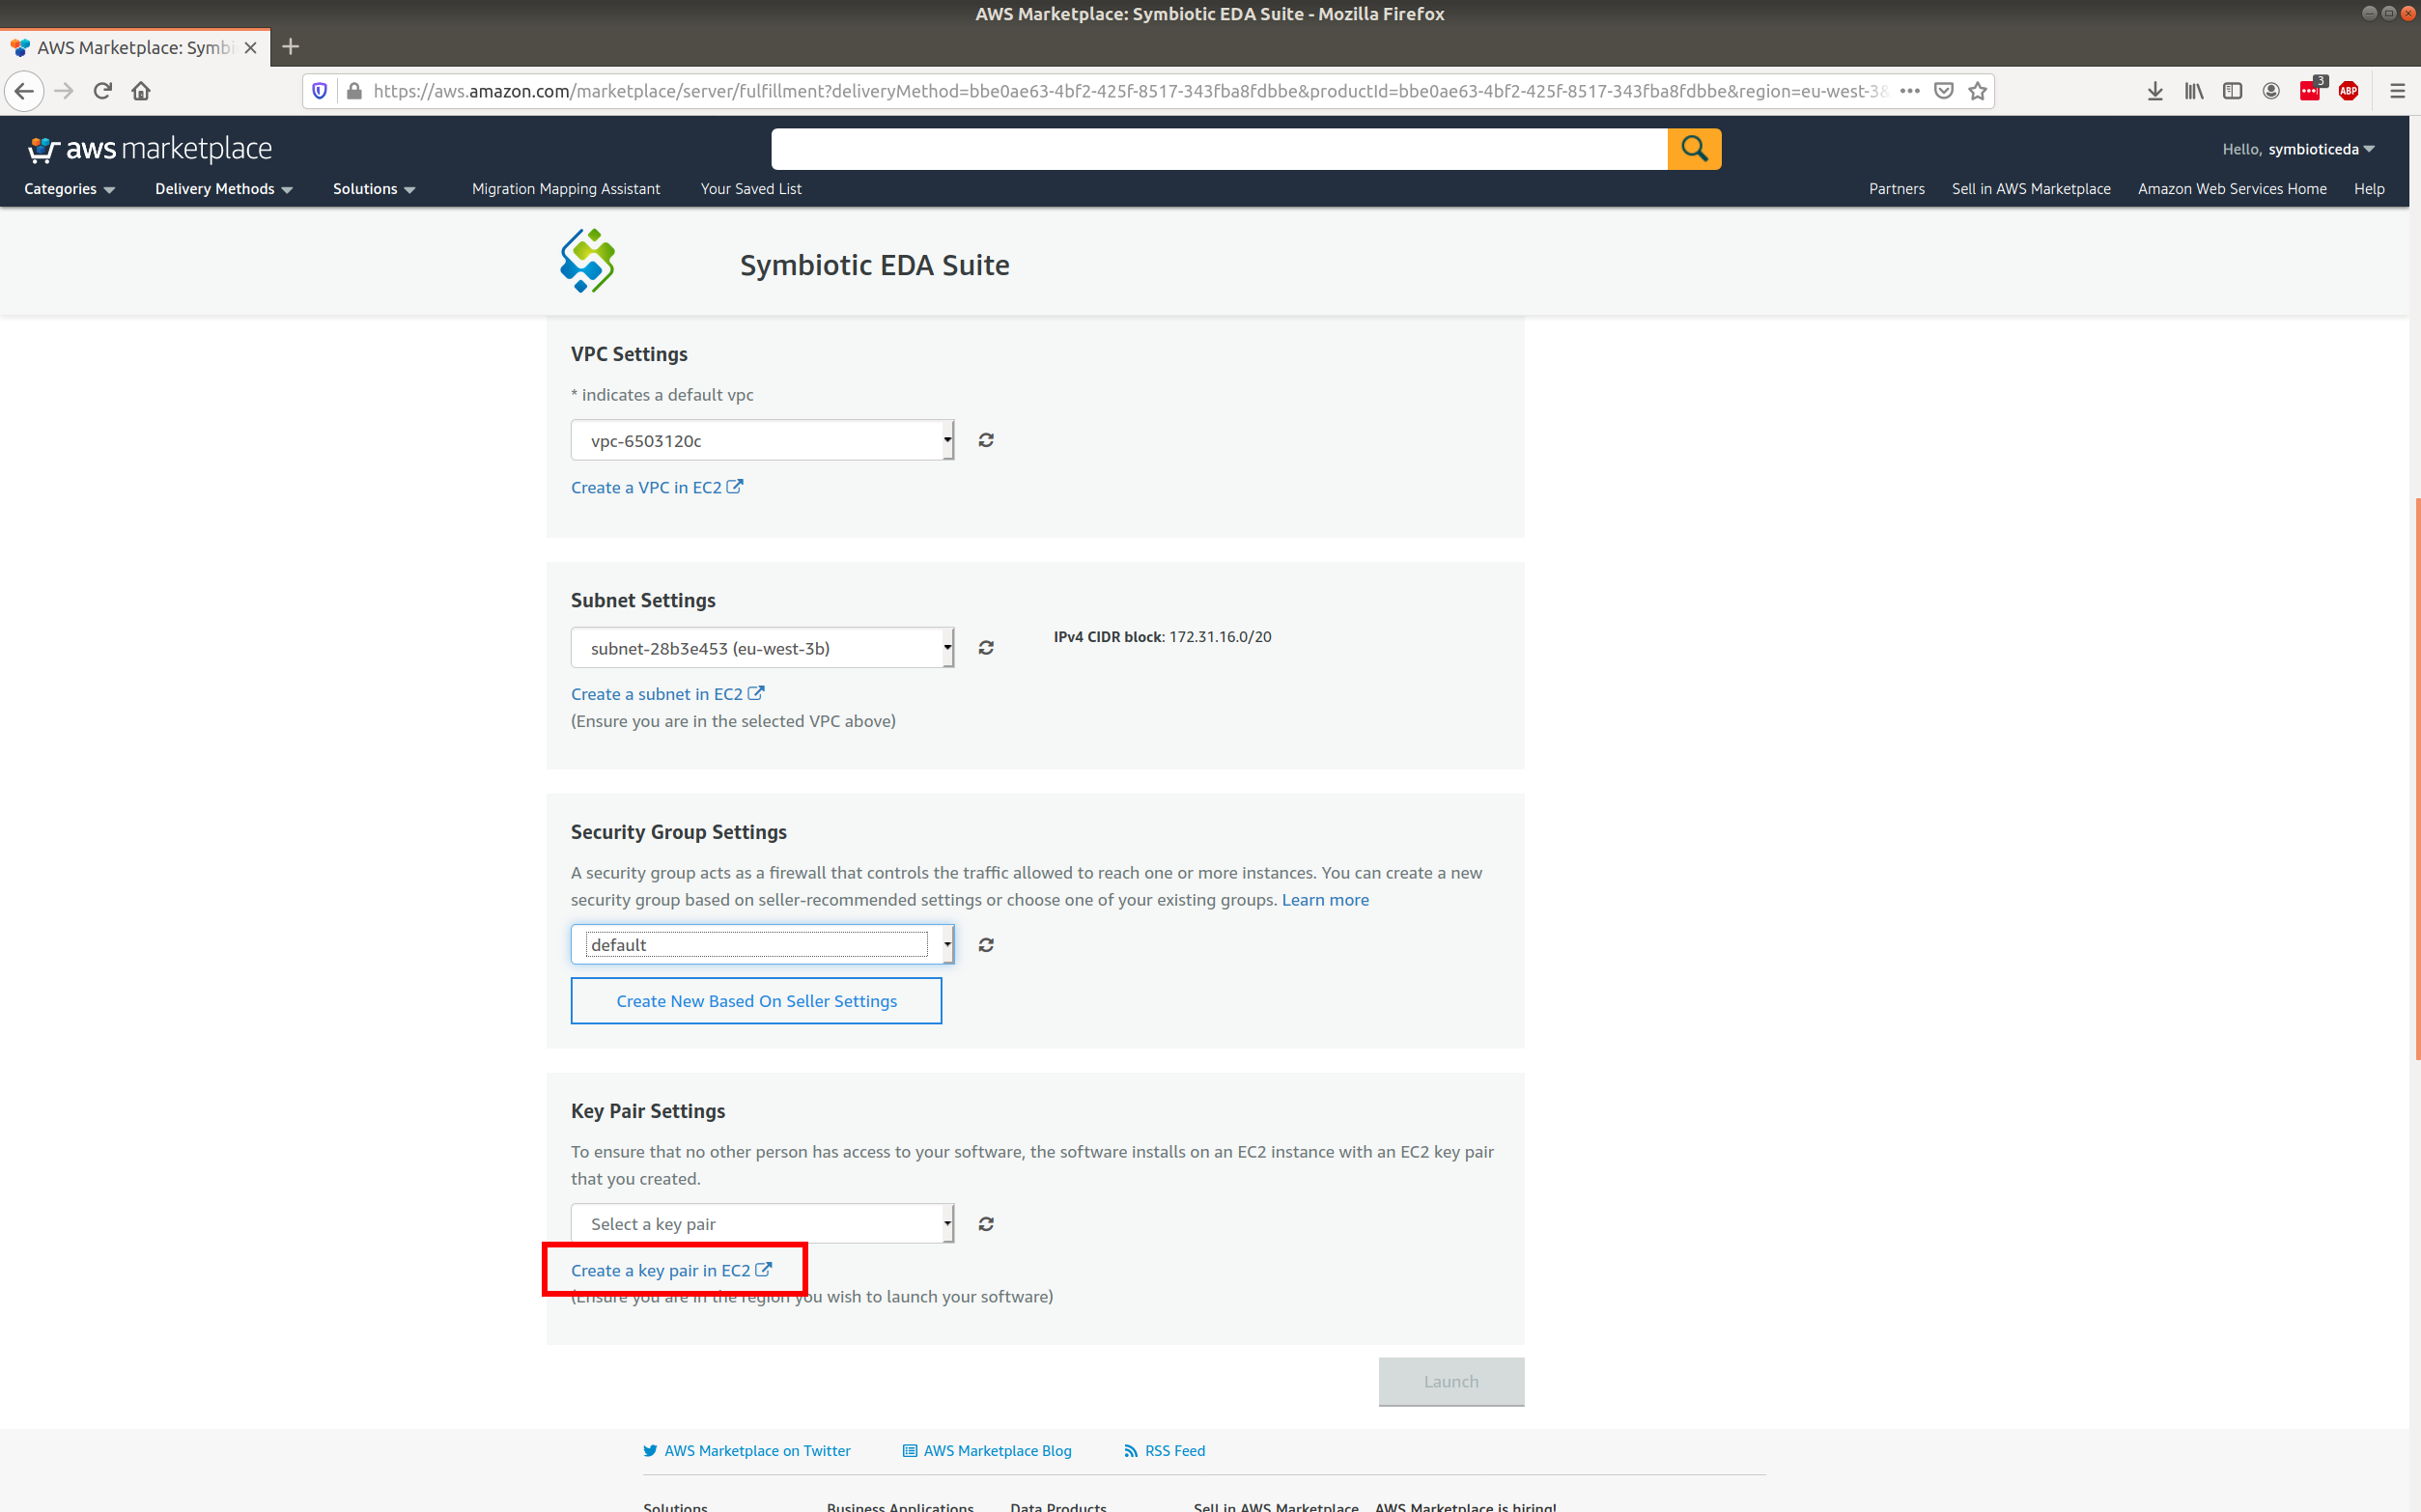 AWS Marketplace: Symbiotic EDA Suite - Mozilla Firefox
AWS Marketplace: Symbi
https://aws.amazon.com/marketplace/server/fulfillment?deliveryMethod=bbe0ae63-4bf2-425f-8517-343fba8fdbbe&productId=bbe0ae63-4bf2-425f-8517-343fba8fdbbe&region=eu-west-3&
3
ABP
aws marketplace
Hello, symbioticeda
Categories Delivery Methods Solutions Migration Mapping Assistant Your Saved List Partners Sell in AWS Marketplace Amazon Web Services Home Help
Symbiotic EDA Suite
VPC Settings
* indicates a default vpc
vpc-6503120c
Create a VPC in EC2
Subnet Settings
subnet-28b3e453 (eu-west-3b)
IPv4 CIDR block: 172.31.16.0/20
Create a subnet in EC2
(Ensure you are in the selected VPC above)
Security Group Settings
A security group acts as a firewall that controls the traffic allowed to reach one or more instances. You can create a new
security group based on seller-recommended settings or choose one of your existing groups. Learn more
default
Create New Based On Seller Settings
Key Pair Settings
To ensure that no other person has access to your software, the software installs on an EC2 instance with an EC2 key pair
that you created.
Select a key pair
Create a key pair in EC2
(Ensure you are in the region you wish to launch your software)
Launch
AWS Marketplace on Twitter AWS Marketplace Blog RSS Feed
Solutions Business Applications Data Products Sell in AWS Marketplace AWS Marketplace is hiring!